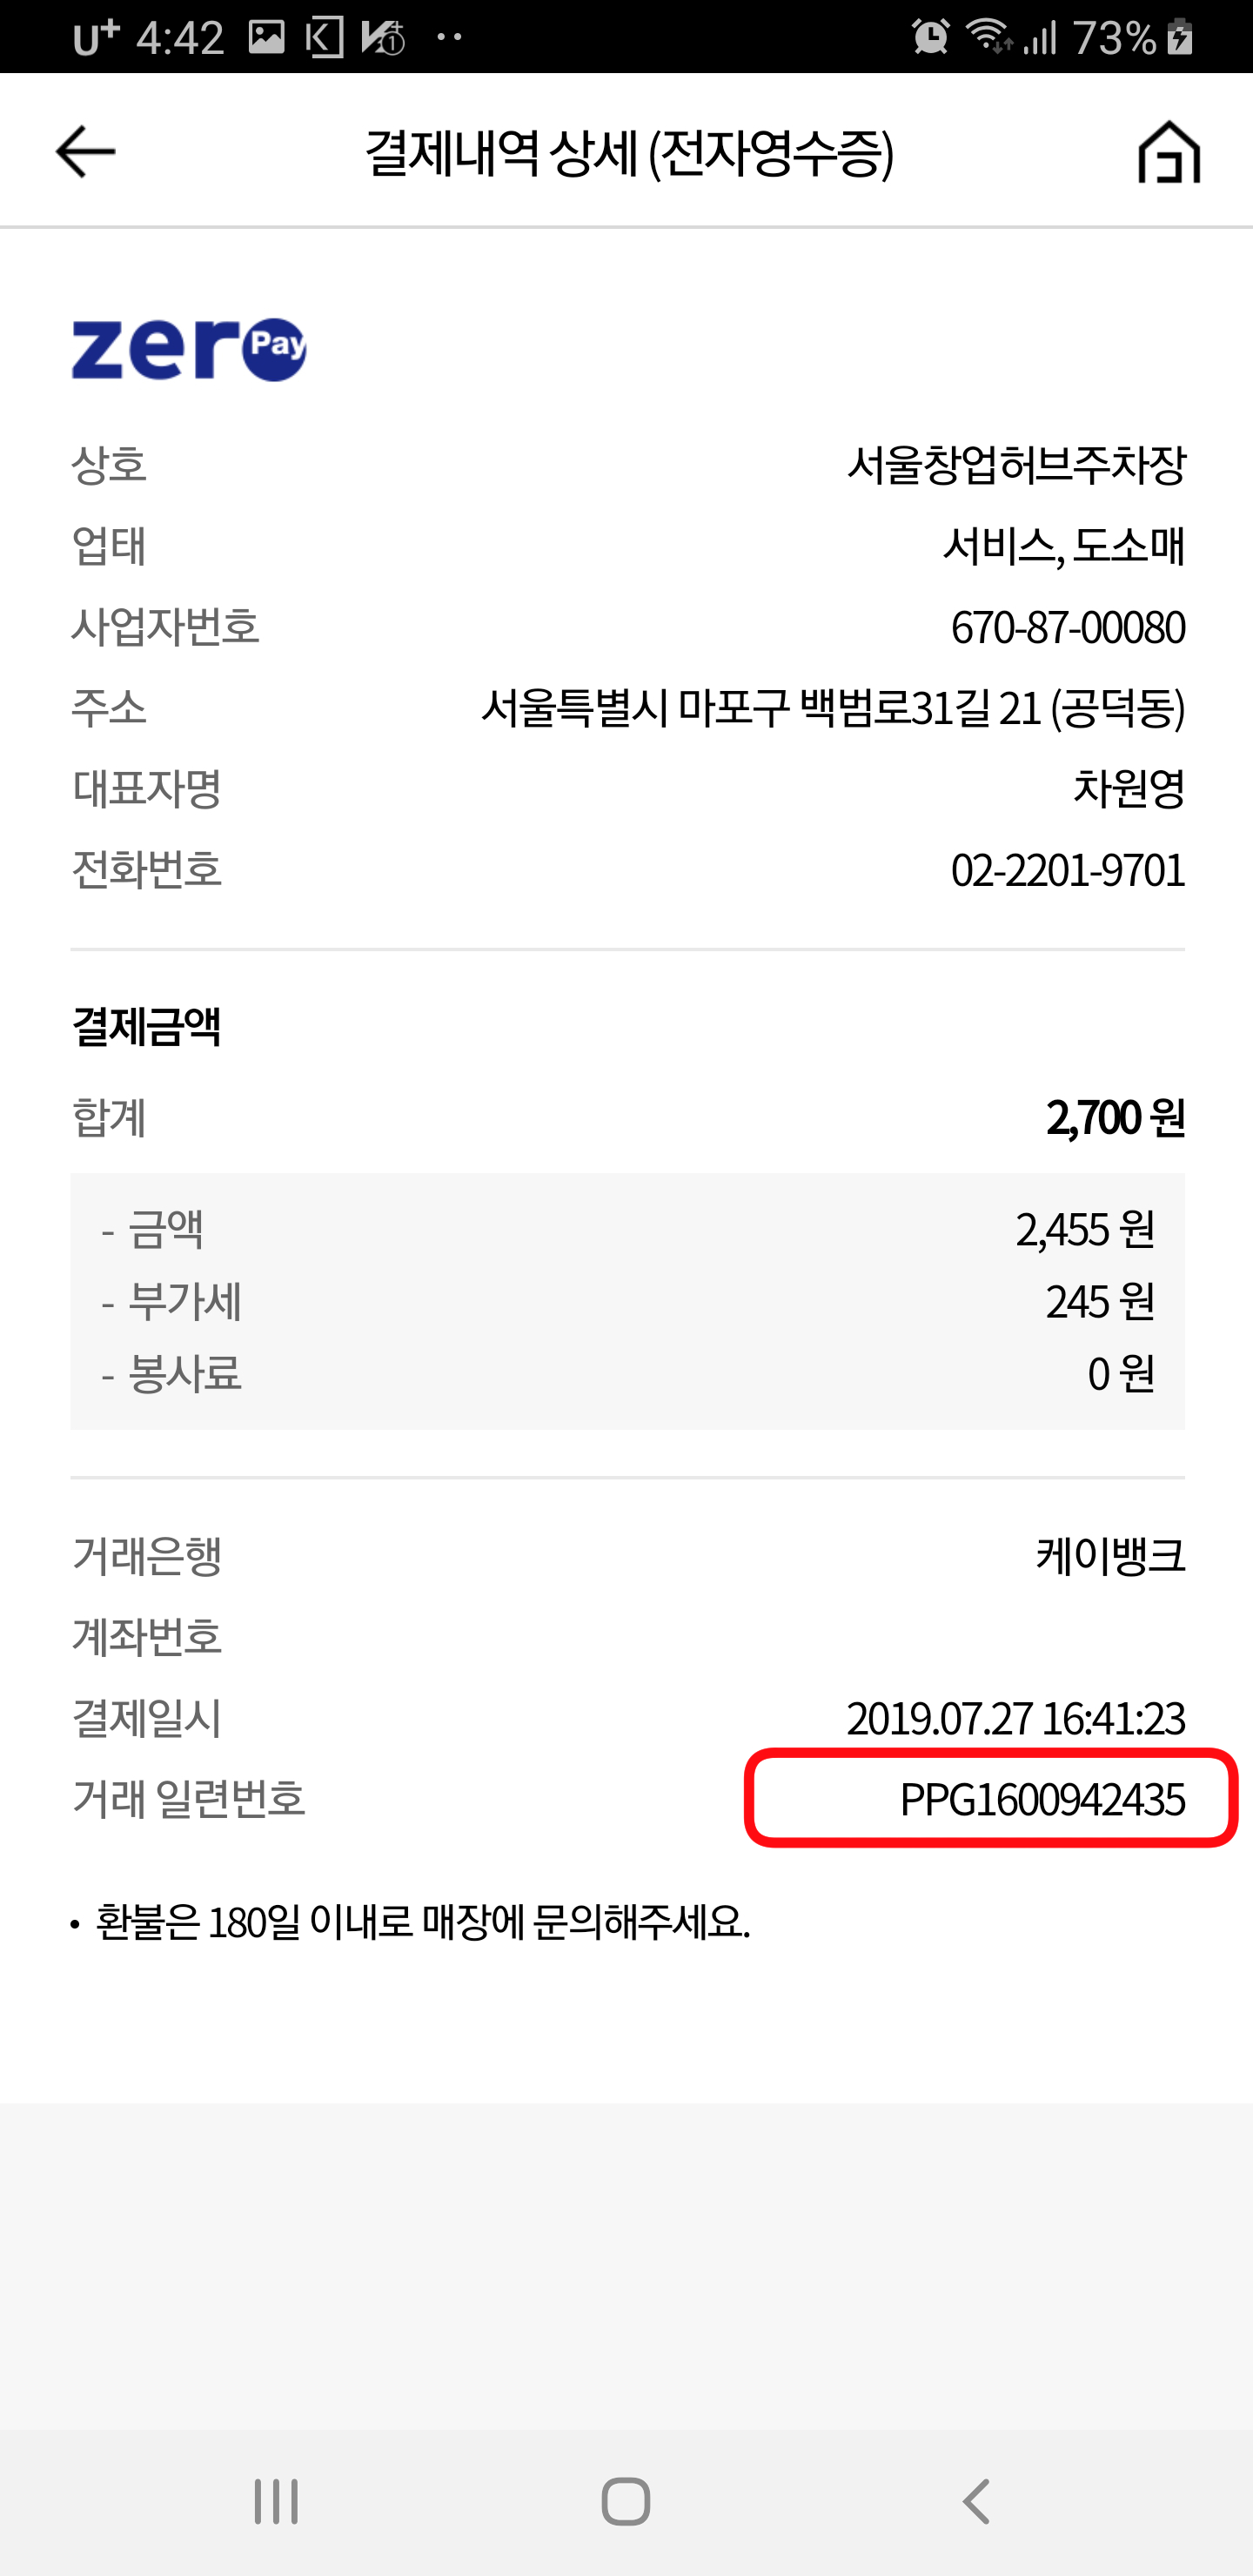 U+ 4:42 73%
결제내역 상세 (전자영수증)
zero Pay
상호 서울창업허브주차장
업태 서비스, 도소매
사업자번호 670-87-00080
주소 서울특별시 마포구 백범로31길 21 (공덕동)
대표자명 차원영
전화번호 02-2201-9701
결제금액
합계 2,700 원
- 금액 2,455 원
- 부가세 245 원
- 봉사료 0 원
거래은행 케이뱅크
계좌번호
결제일시 2019.07.27 16:41:23
거래 일련번호 PPG1600942435
• 환불은 180일 이내로 매장에 문의해주세요.